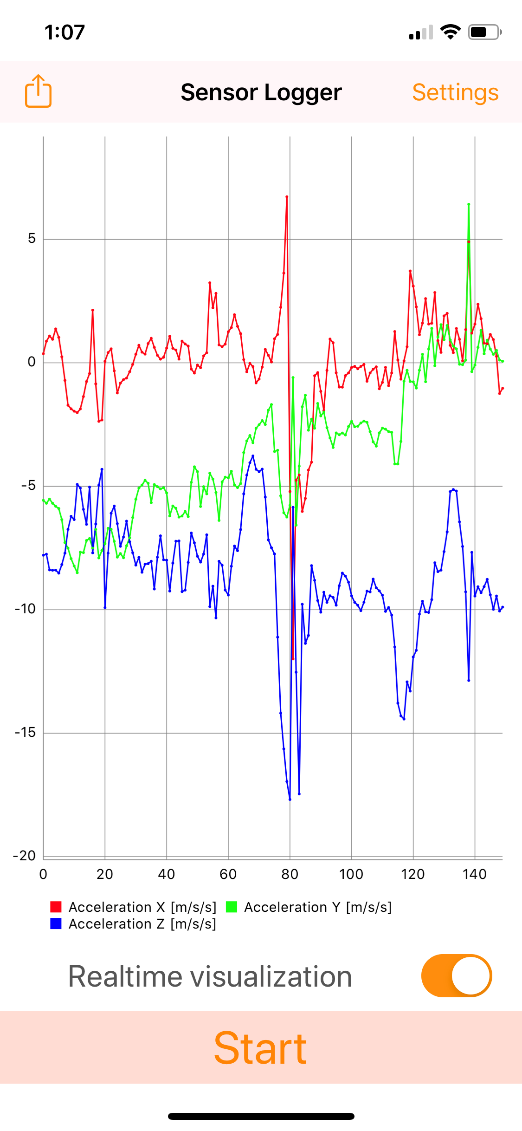 1:07
Sensor Logger Settings
5
0
-5
-10
-15
-20
0 20 40 60 80 100 120 140
Acceleration X [m/s/s] Acceleration Y [m/s/s]
Acceleration Z [m/s/s]
Realtime visualization
Start